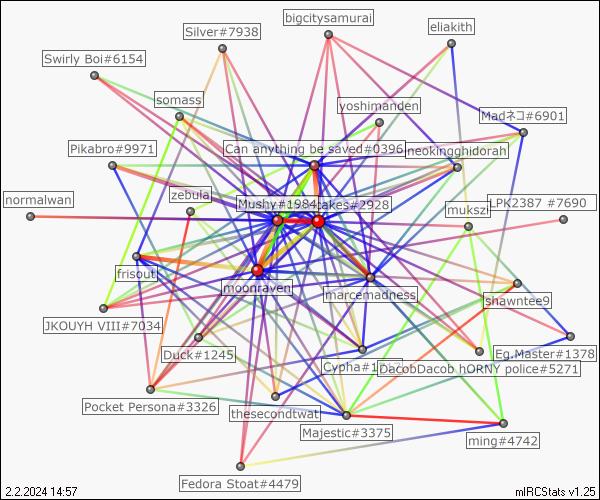 bigcitysamurai
eliakith
Silver#7938
Swirly Boi#6154
somass
yoshimanden
Madネコ#6901
Pikabro#9971
Can anything be saved#0396
neokingghidorah
normalwan
zebula
Mushy#1984
akes#2928
mukszi
LPK2387 #7690
frisout
moonraven
marcemadness
shawntee9
JKOUYH VIII#7034
Duck#1245
Cypha#1
Eg.Master#1378
DacobDacob hORNY police#5271
Pocket Persona#3326
thesecondtwat
Majestic#3375
ming#4742
Fedora Stoat#4479
2.2.2024 14:57
mIRCStats v1.25